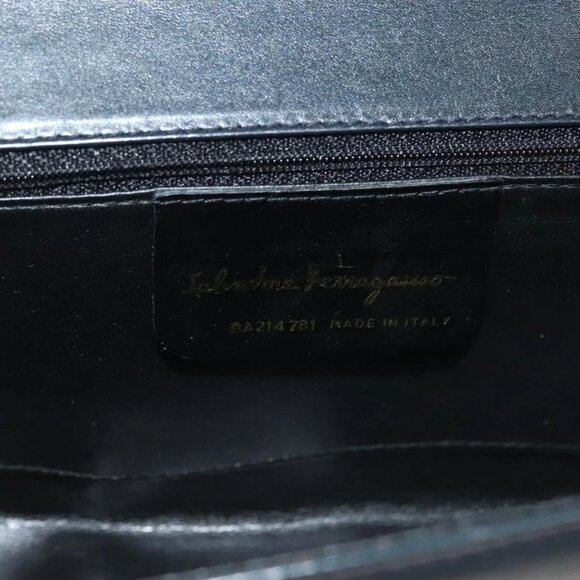 Salvatore Ferragamo
BA214781 MADE IN ITALY